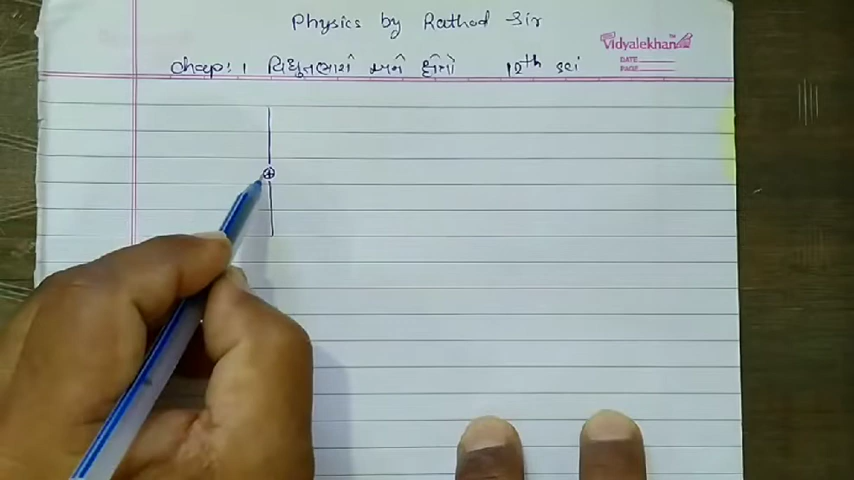 Physics by Rathod Sir
Vidyalekhan
DATE
PAGE
Chap: 1 વિદ્યુતભારો અને ક્ષેત્રો 12th sci